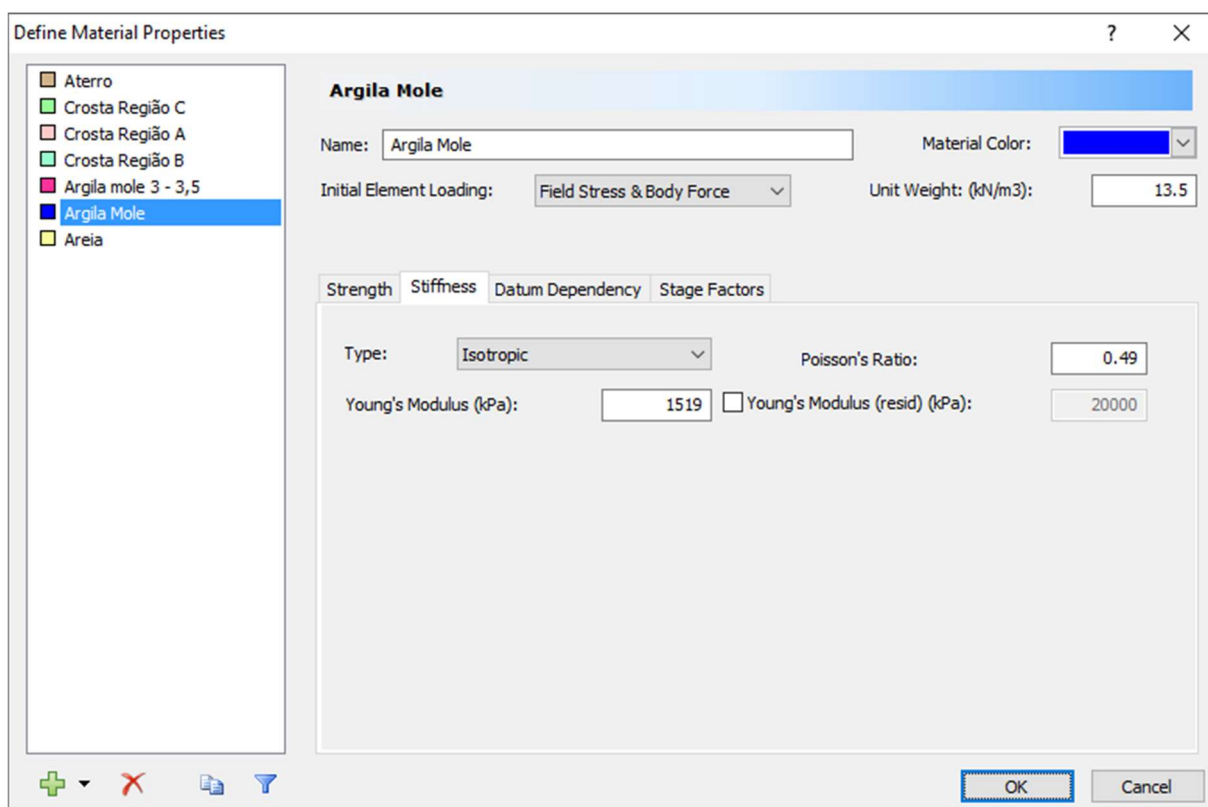 Define Material Properties
?
Aterro
Crosta Região C
Crosta Região A
Crosta Região B
Argila mole 3 - 3,5
Argila Mole
Areia
Argila Mole
Name: Argila Mole Material Color:
Initial Element Loading: Field Stress & Body Force Unit Weight: (kN/m3): 13.5
Strength Stiffness Datum Dependency Stage Factors
Type: Isotropic Poisson's Ratio: 0.49
Young's Modulus (kPa): 1519 Young's Modulus (resid) (kPa): 20000
OK Cancel